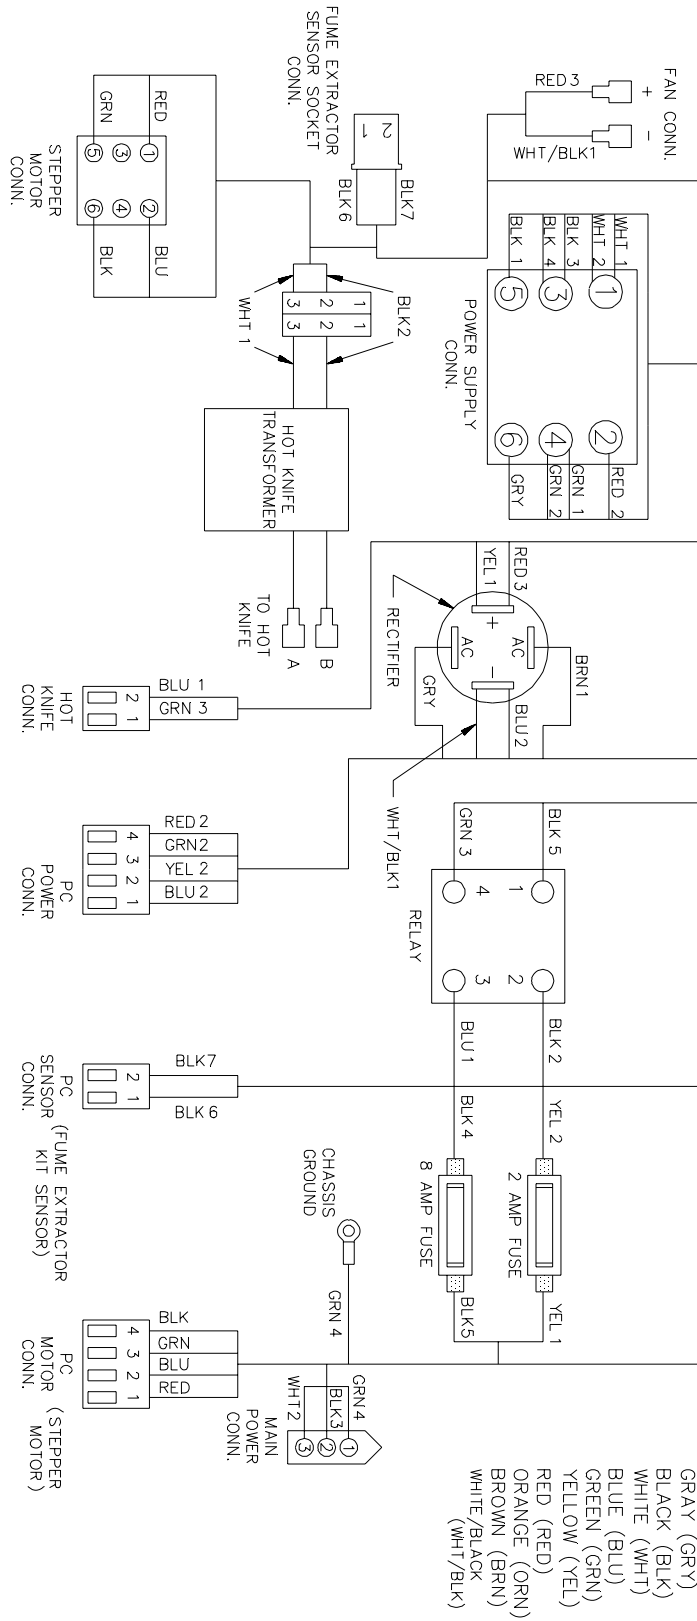 FAN CONN.
+
-
RED 3
WHT/BLK1
FUME EXTRACTOR
SENSOR SOCKET
CONN.
2 1
BLK7
BLK 6
RED
GRN
1
3
5
2
4
6
BLU
BLK
STEPPER
MOTOR
CONN.
WHT 1
WHT 2
BLK 3
BLK 4
BLK 1
1
3
5
2
4
6
RED 2
GRN 1
GRN 2
GRY
POWER SUPPLY
CONN.
BLK2
WHT 1
1
2
3
1
2
3
HOT KNIFE
TRANSFORMER
TO HOT
KNIFE
B
A
RED 3
YEL 1
+
AC
AC
-
BRN1
GRY
BLU 2
RECTIFIER
WHT/BLK1
BLU 1
GRN 3
2
1
HOT
KNIFE
CONN.
RED 2
GRN2
YEL 2
BLU 2
4
3
2
1
PC
POWER
CONN.
BLK 5
GRN 3
1
2
4
3
RELAY
BLK 2
BLU 1
YEL 2
BLK 4
2 AMP FUSE
8 AMP FUSE
YEL 1
BLK5
BLK7
BLK 6
2
1
PC
SENSOR
CONN.
(FUME EXTRACTOR
KIT SENSOR)
CHASSIS
GROUND
GRN 4
BLK
GRN
BLU
RED
4
3
2
1
PC
MOTOR
CONN.
(STEPPER
MOTOR)
GRN4
BLK3
WHT2
1
2
3
MAIN
POWER
CONN.
GRAY (GRY)
BLACK (BLK)
WHITE (WHT)
BLUE (BLU)
GREEN (GRN)
YELLOW (YEL)
RED (RED)
ORANGE (ORN)
BROWN (BRN)
WHITE/BLACK
(WHT/BLK)